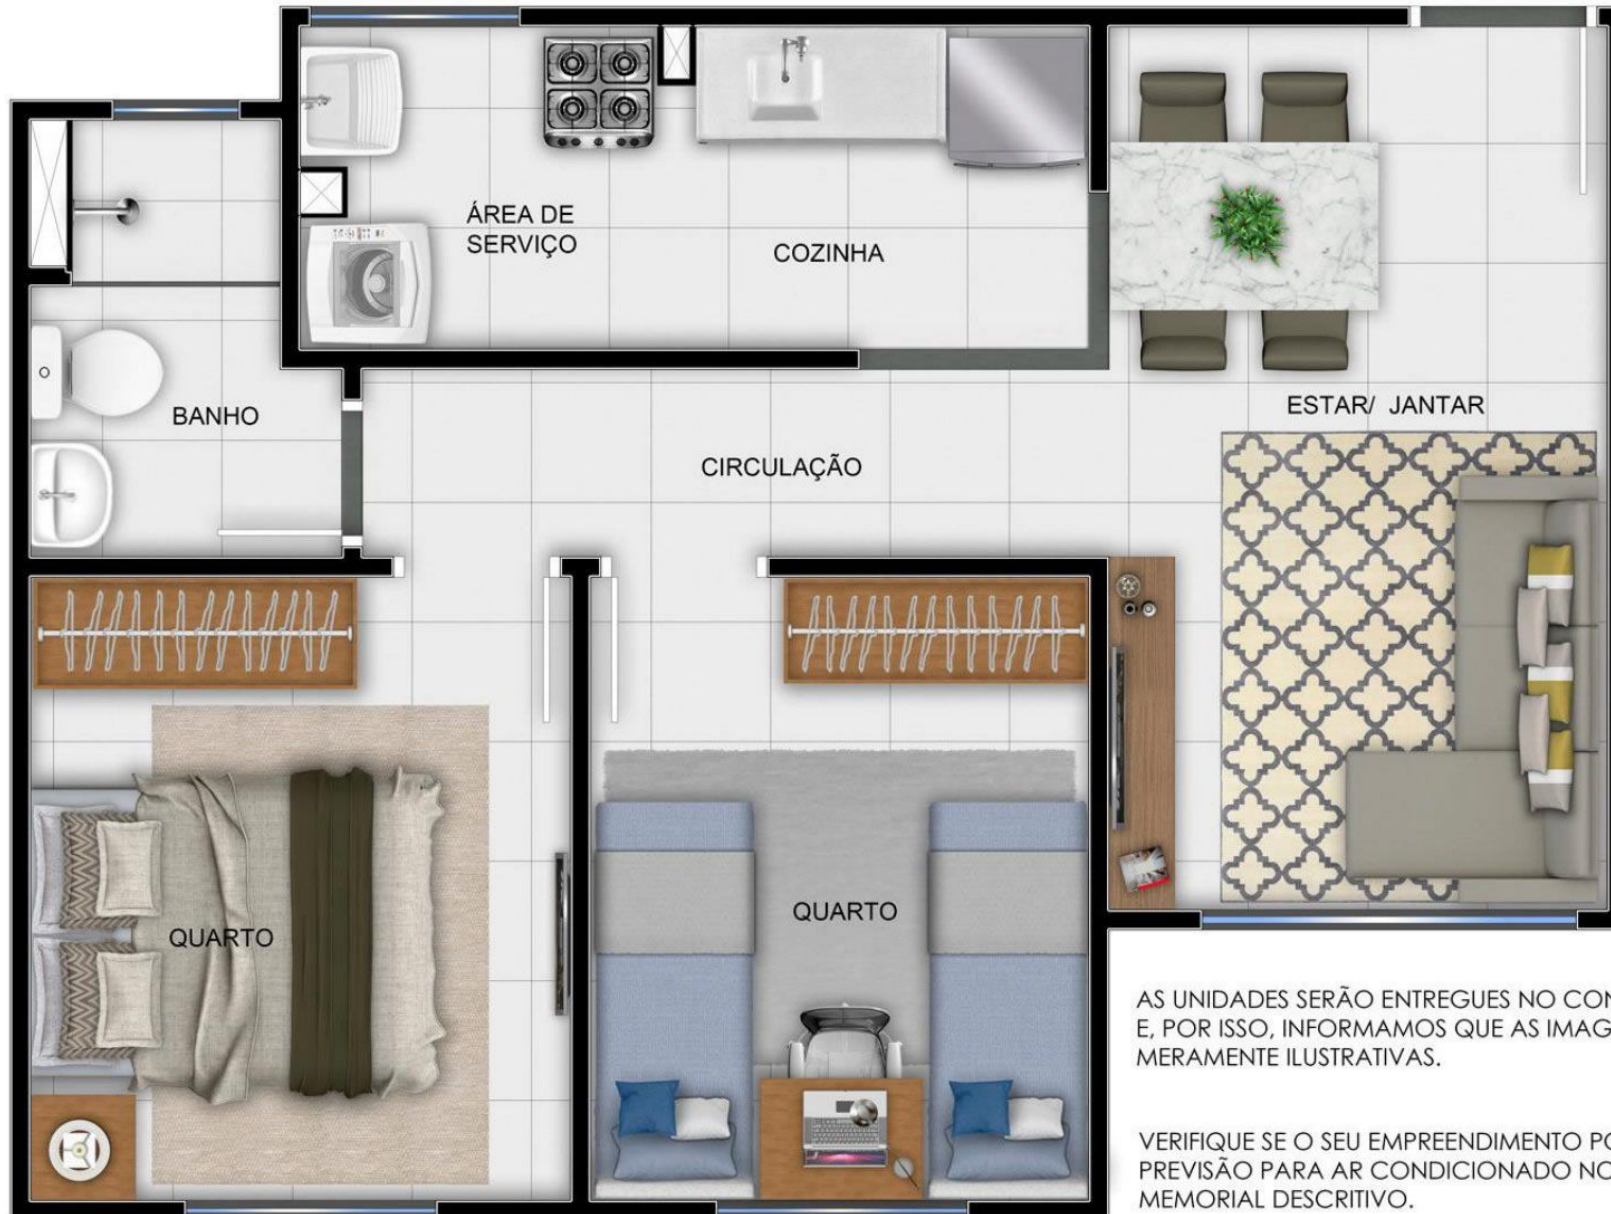 ÁREA DE
SERVIÇO
COZINHA
BANHO
ESTAR/ JANTAR
CIRCULAÇÃO
QUARTO
QUARTO
AS UNIDADES SERÃO ENTREGUES NO
E, POR ISSO, INFORMAMOS QUE AS
MERAMENTE ILUSTRATIVAS.
VERIFIQUE SE O SEU EMPREENDIMENTO
PREVISÃO PARA AR CONDICIONADO NO
MEMORIAL DESCRITIVO.